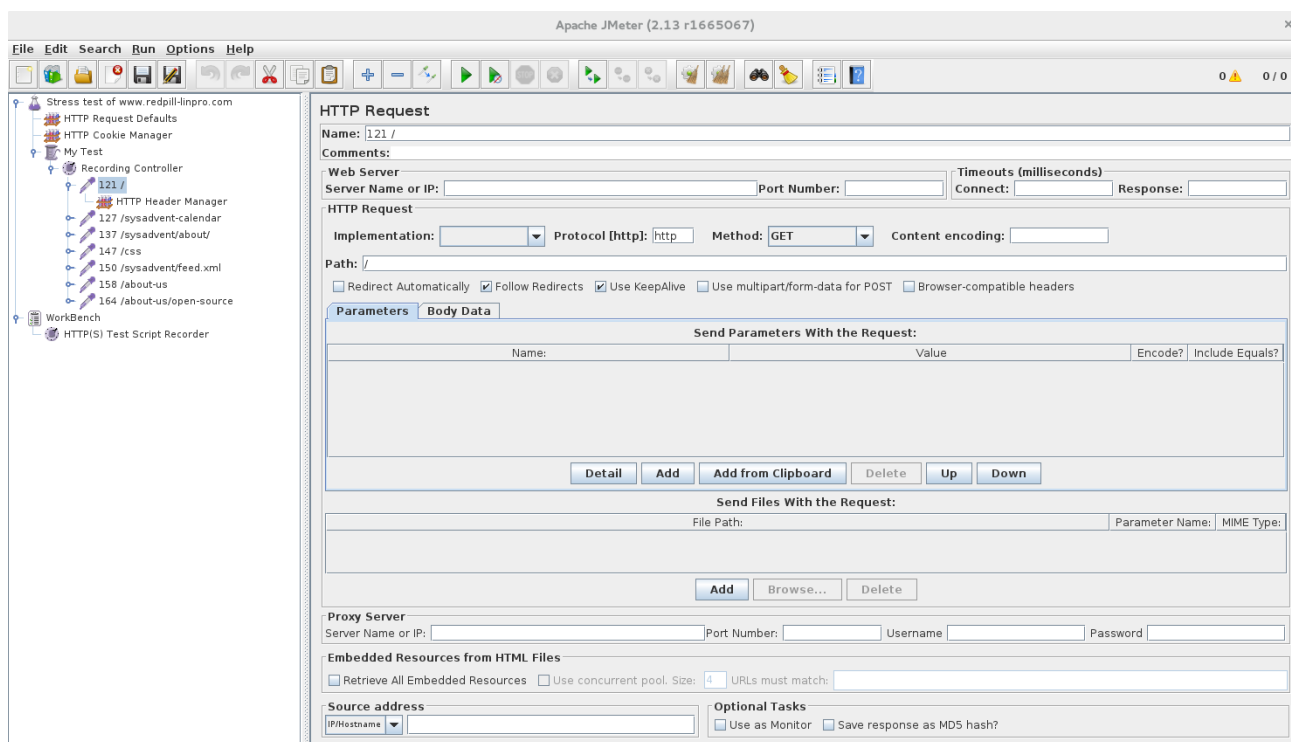 Apache JMeter (2.13 r1665067)
File Edit Search Run Options Help
0 0 / 0
Stress test of www.redpill-linpro.com
HTTP Request Defaults
HTTP Cookie Manager
My Test
Recording Controller
121 /
HTTP Header Manager
127 /sysadvent-calendar
137 /sysadvent/about/
147 /css
150 /sysadvent/feed.xml
158 /about-us
164 /about-us/open-source
WorkBench
HTTP(S) Test Script Recorder
HTTP Request
Name: 121 /
Comments:
Web Server
Server Name or IP: Port Number:
Timeouts (milliseconds)
Connect: Response:
HTTP Request
Implementation: Protocol [http]: http Method: GET Content encoding:
Path: /
Redirect Automatically Follow Redirects Use KeepAlive Use multipart/form-data for POST Browser-compatible headers
Parameters Body Data
Send Parameters With the Request:
Name: Value Encode? Include Equals?
Detail Add Add from Clipboard Delete Up Down
Send Files With the Request:
File Path: Parameter Name: MIME Type:
Add Browse... Delete
Proxy Server
Server Name or IP: Port Number: Username Password
Embedded Resources from HTML Files
Retrieve All Embedded Resources Use concurrent pool. Size: 4 URLs must match:
Source address
IP/Hostname
Optional Tasks
Use as Monitor Save response as MD5 hash?